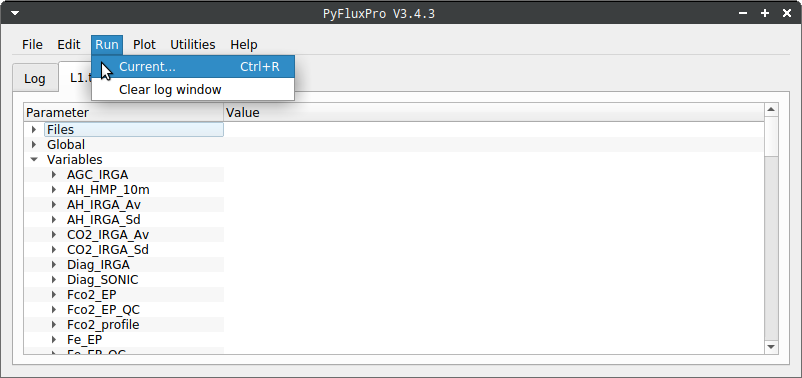 PyFluxPro V3.4.3
File Edit Run Plot Utilities Help
Current... Ctrl+R
Log L1.t
Clear log window
Parameter Value
Files
Global
Variables
AGC_IRGA
AH_HMP_10m
AH_IRGA_Av
AH_IRGA_Sd
CO2_IRGA_Av
CO2_IRGA_Sd
Diag_IRGA
Diag_SONIC
Fco2_EP
Fco2_EP_QC
Fco2_profile
Fe_EP
Fe_EP_QC